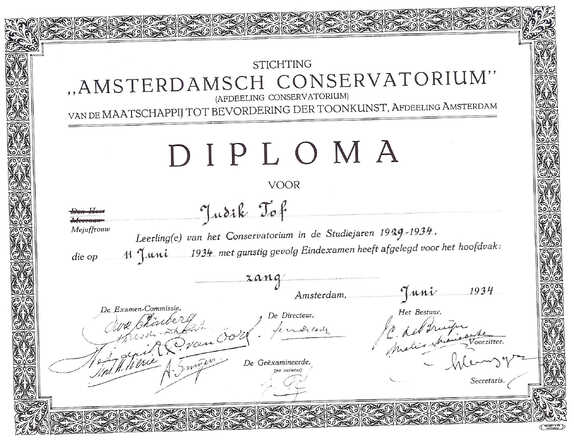 STICHTING
„AMSTERDAMSCH CONSERVATORIUM”
(AFDEELING CONSERVATORIUM)
VAN DE MAATSCHAPPIJ TOT BEVORDERING DER TOONKUNST, AFDEELING AMSTERDAM
DIPLOMA
VOOR
Den Heer
Mevrouw
Mejuffrouw
Judik Tof
Leerling(e) van het Conservatorium in de Studiejaren 1929-1934,
die op 11 Juni 1934 met gunstig gevolg Eindexamen heeft afgelegd voor het hoofdvak:
zang
Amsterdam, Juni 1934
De Examen-Commissie, De Directeur, Het Bestuur,
Voorzitter.
De Geëxamineerde,
Secretaris.